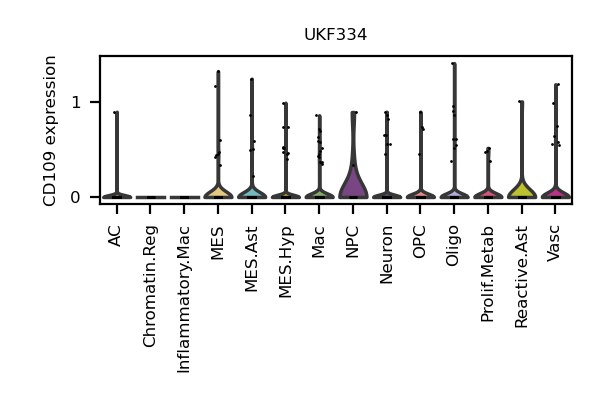 UKF334
CD109 expression
1
0
AC
Chromatin.Reg
Inflammatory.Mac
MES
MES.Ast
MES.Hyp
Mac
NPC
Neuron
OPC
Oligo
Prolif.Metab
Reactive.Ast
Vasc